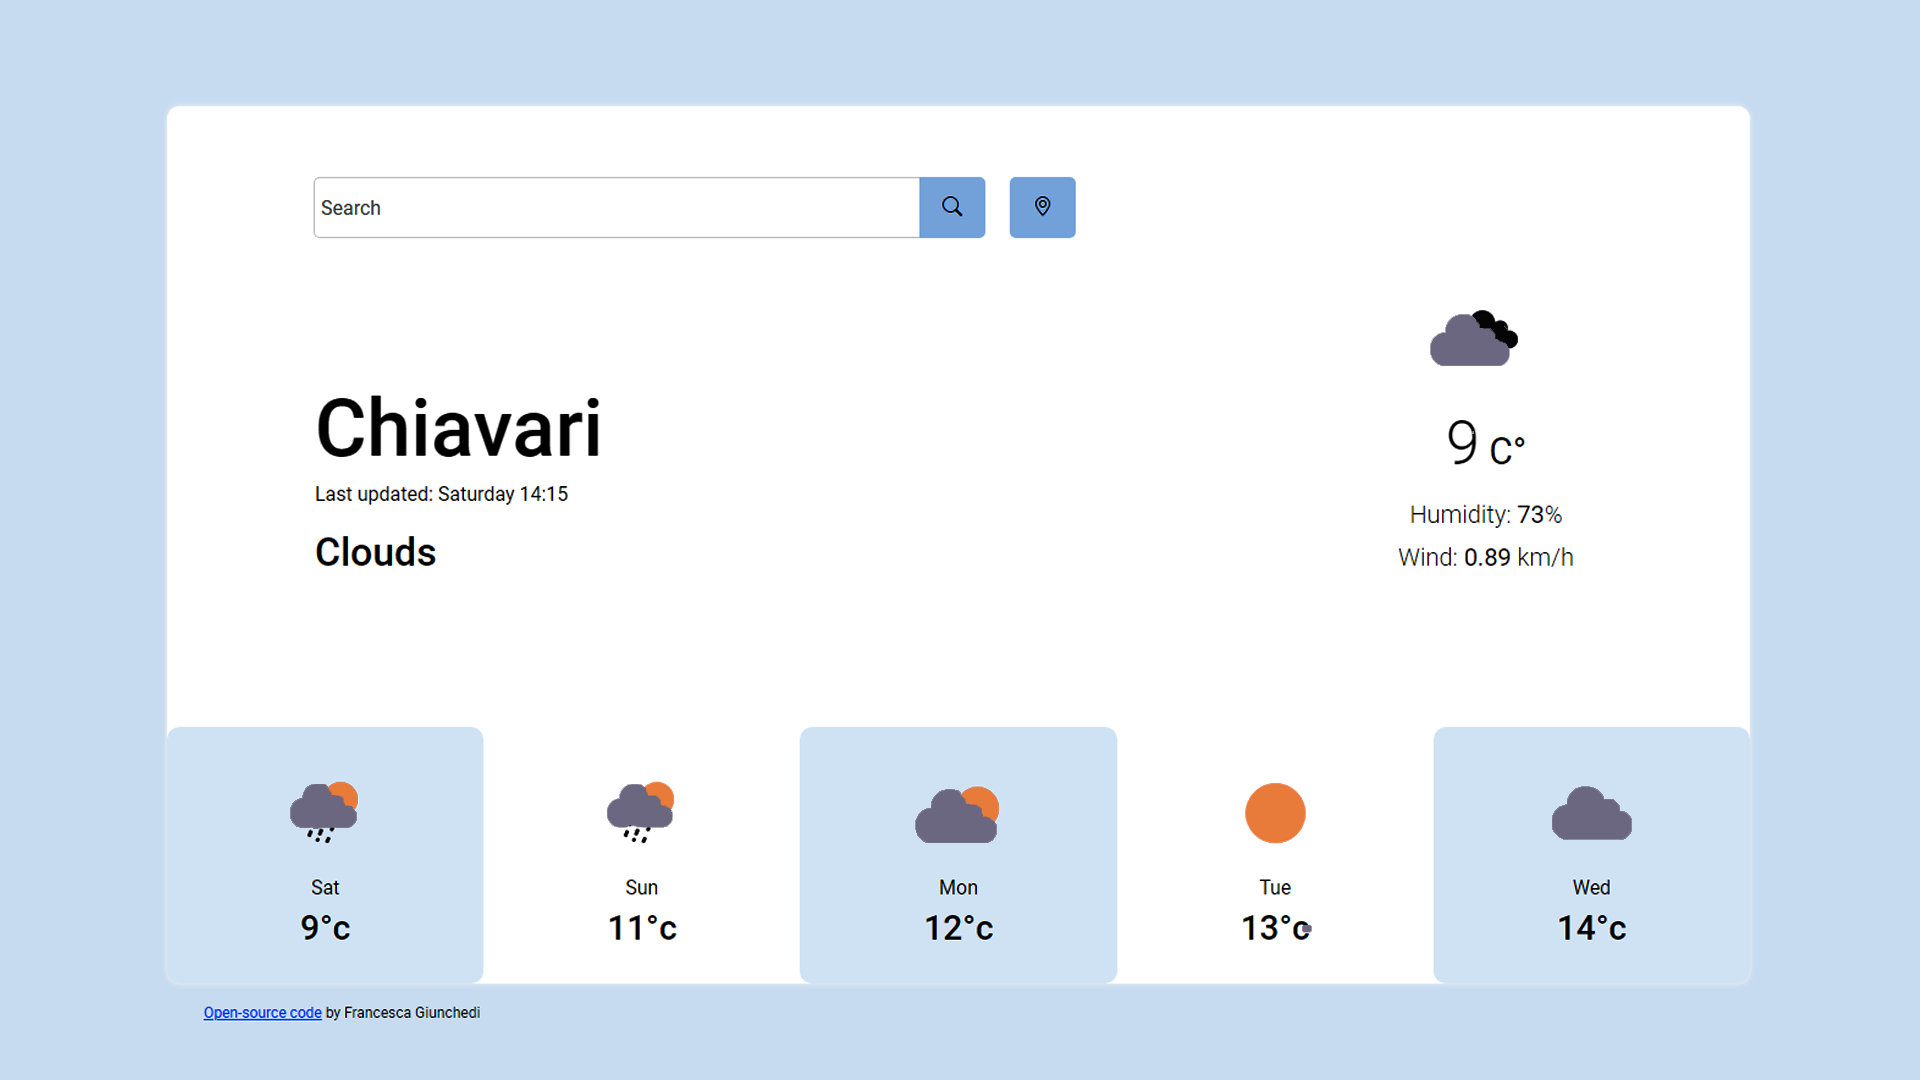 Search
Chiavari
Last updated: Saturday 14:15
Clouds
9 C°
Humidity: 73%
Wind: 0.89 km/h
Sat
9°c
Sun
11°c
Mon
12°c
Tue
13°c
Wed
14°c
Open-source code by Francesca Giunchedi